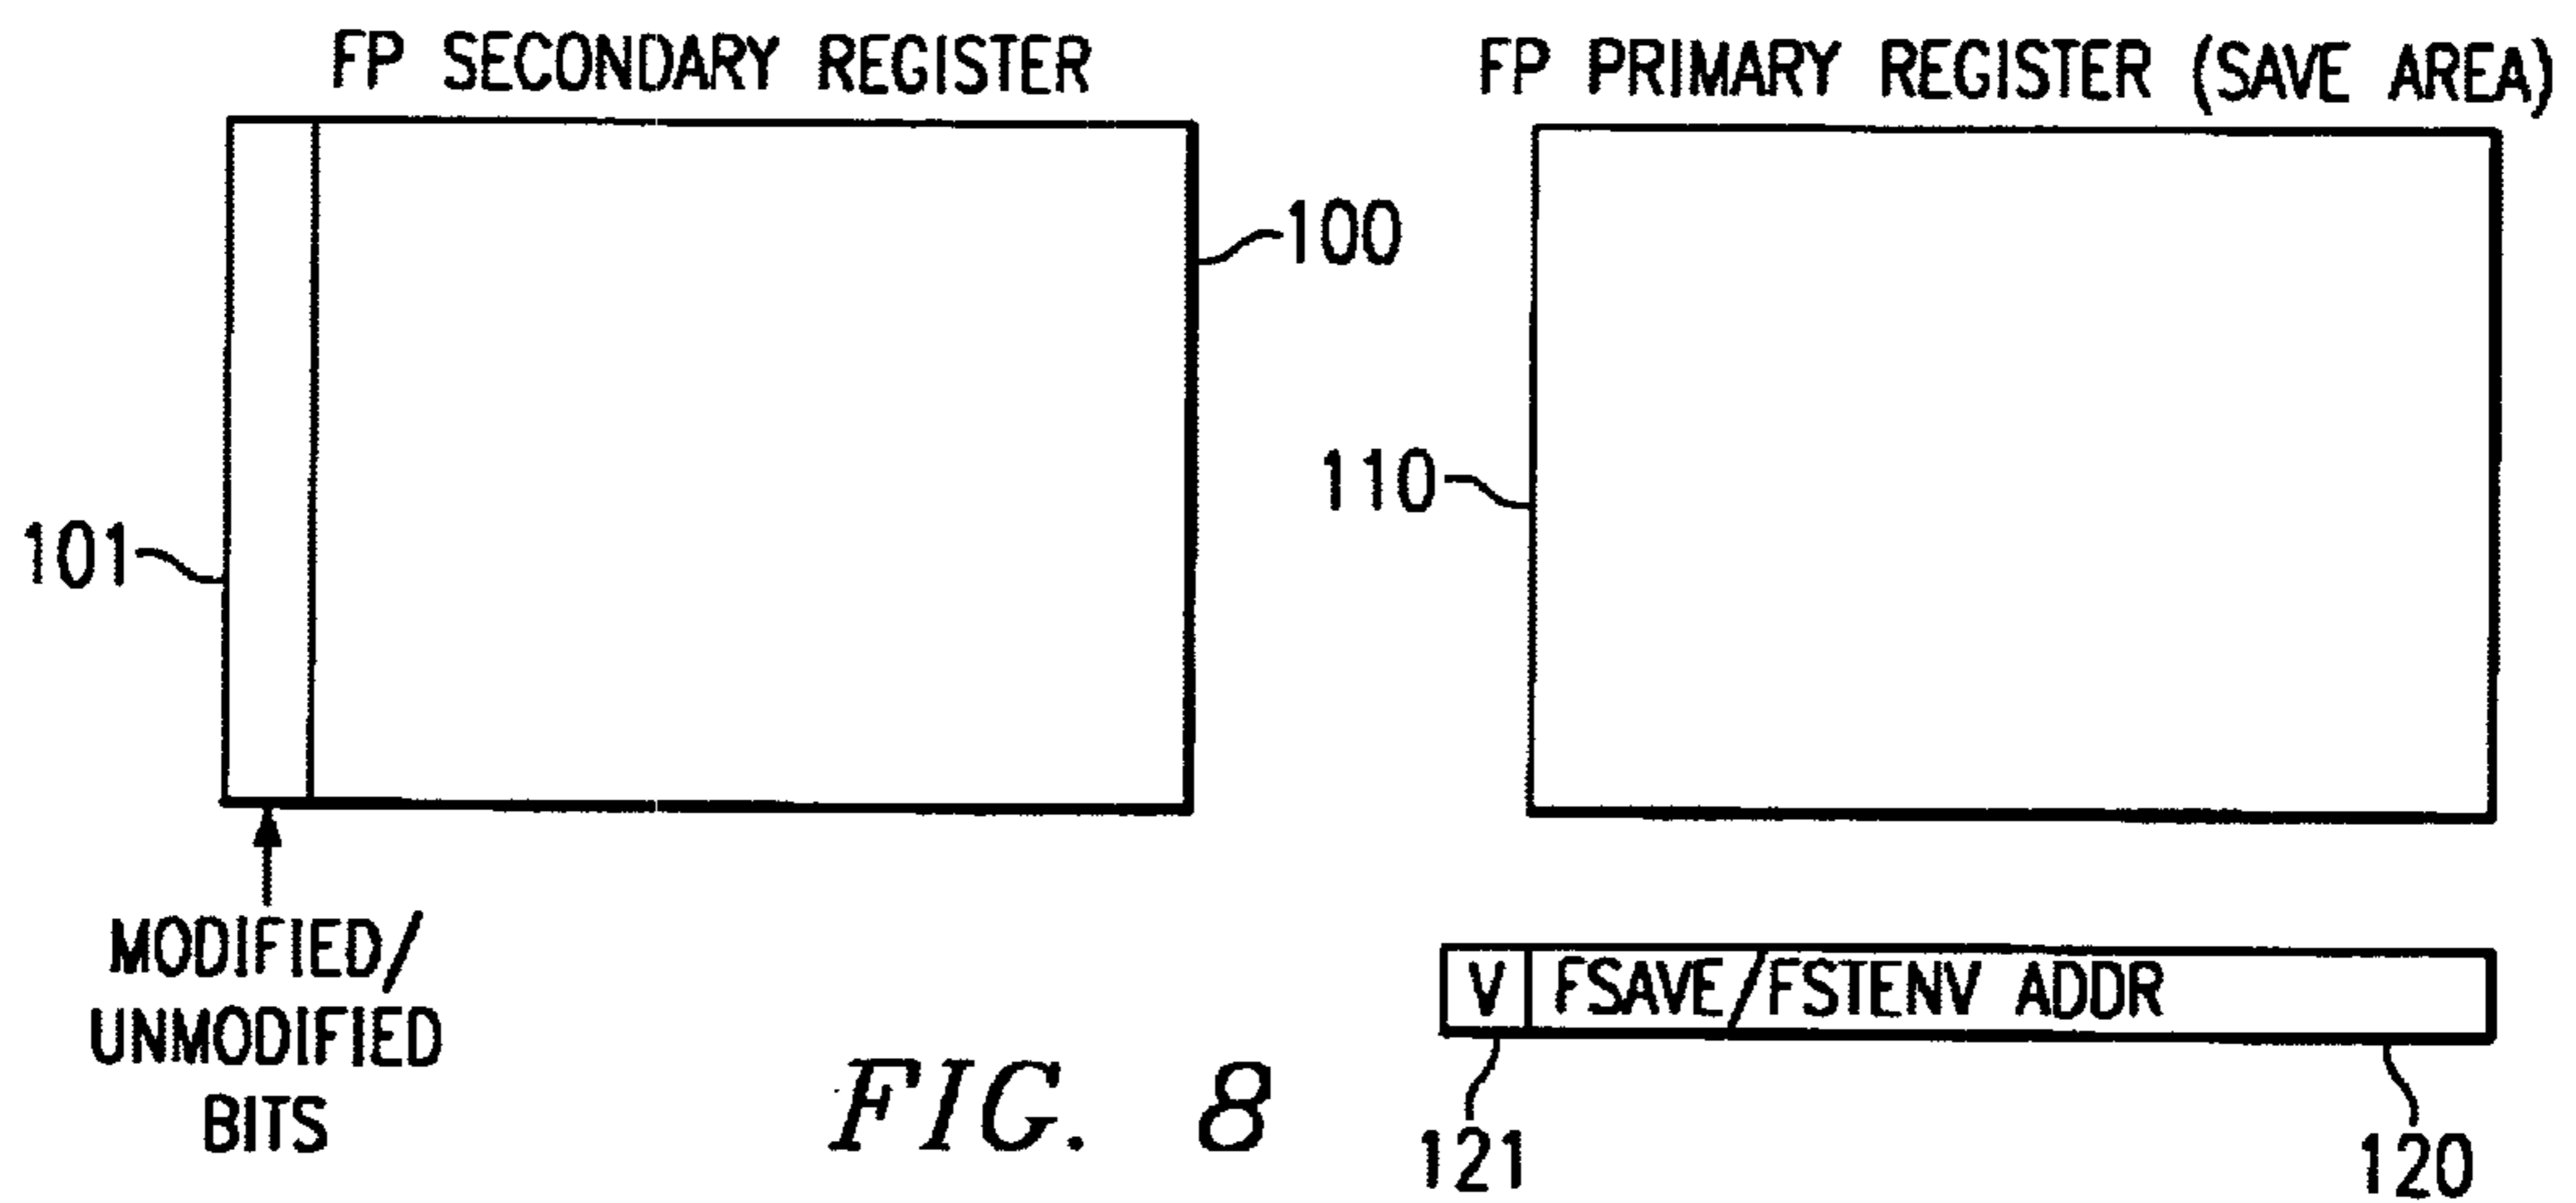 FP SECONDARY REGISTER
FP PRIMARY REGISTER (SAVE AREA)
100
110
101
MODIFIED/
UNMODIFIED
BITS
V
FSAVE/FSTENV ADDR
121
120
FIG. 8